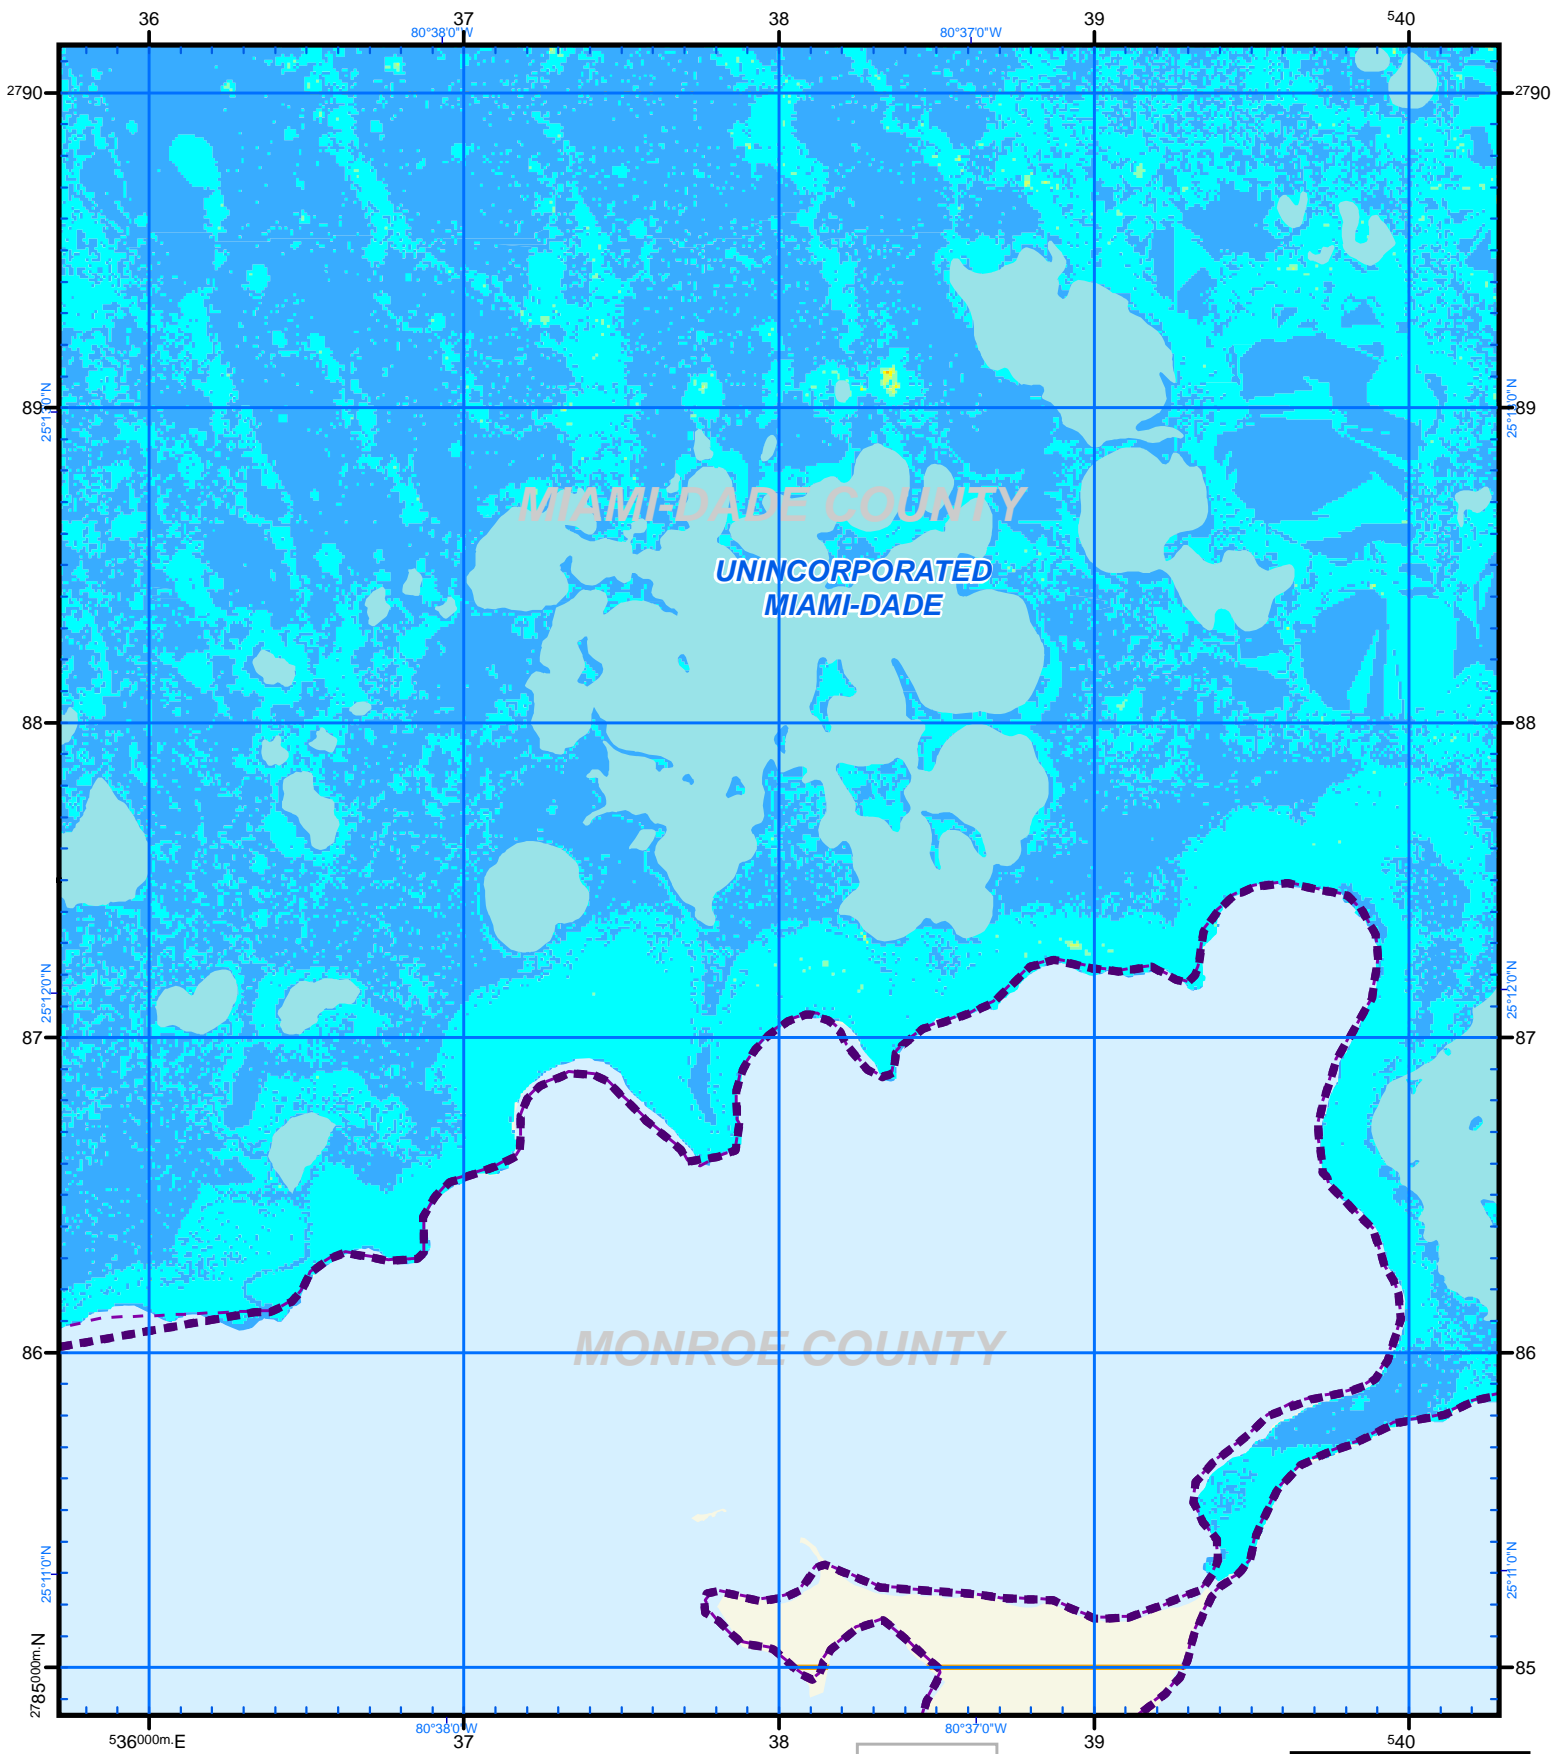 36 37 38 39 540
80°38'0"W 80°37'0"W
2790 2790
89 89
25°13'0"N 25°13'0"N
MIAMI-DADE COUNTY
UNINCORPORATED
MIAMI-DADE
88 88
25°12'0"N 25°12'0"N
87 87
MONROE COUNTY
86 86
25°11'0"N 25°11'0"N
2785000m.N 85
80°38'0"W 80°37'0"W
536000m.E 37 38 39 540